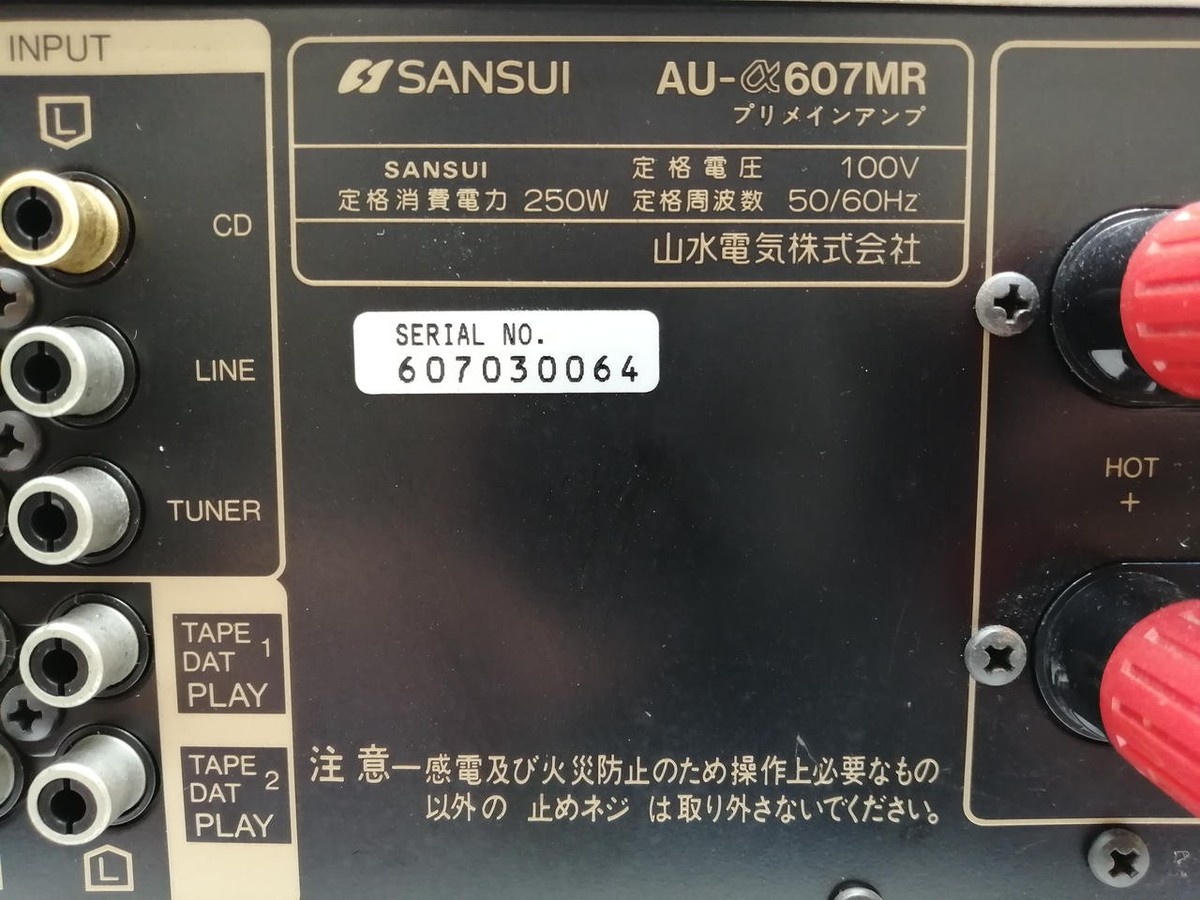 INPUT
L
CD
LINE
TUNER
TAPE 1
DAT
PLAY
TAPE 2
DAT
PLAY
L
SANSUI AU-α607MR
プリメインアンプ
SANSUI 定格電圧 100V
定格消費電力 250W 定格周波数 50/60Hz
山水電気株式会社
SERIAL NO.
607030064
注意—感電及び火災防止のため操作上必要なもの
以外の 止めネジ は取り外さないでください。
HOT
+